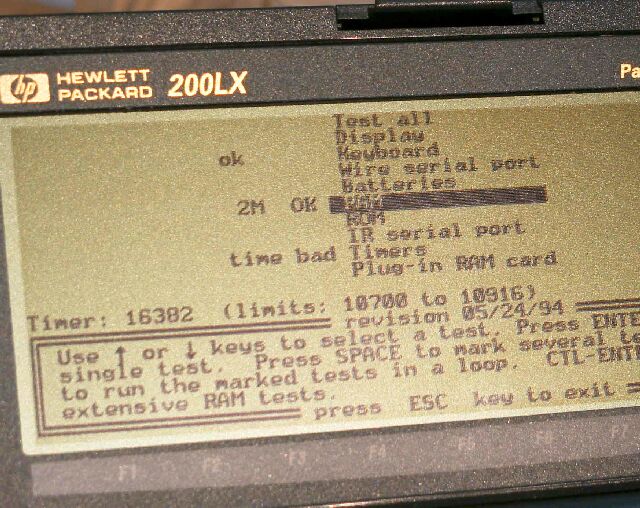 hp HEWLETT PACKARD 200LX Pa
Test all
Display
ok Keyboard
Wire serial port
Batteries
2M OK RAM
ROM
IR serial port
time bad Timers
Plug-in RAM card
Timer: 16382 (limits: 10700 to 10916)
revision 05/24/94
Use ↑ or ↓ keys to select a test. Press ENTE
single test. Press SPACE to mark several te
to run the marked tests in a loop. CTL-ENT
extensive RAM tests.
press ESC key to exit
F1 F2 F3 F4 F5 F6 F7